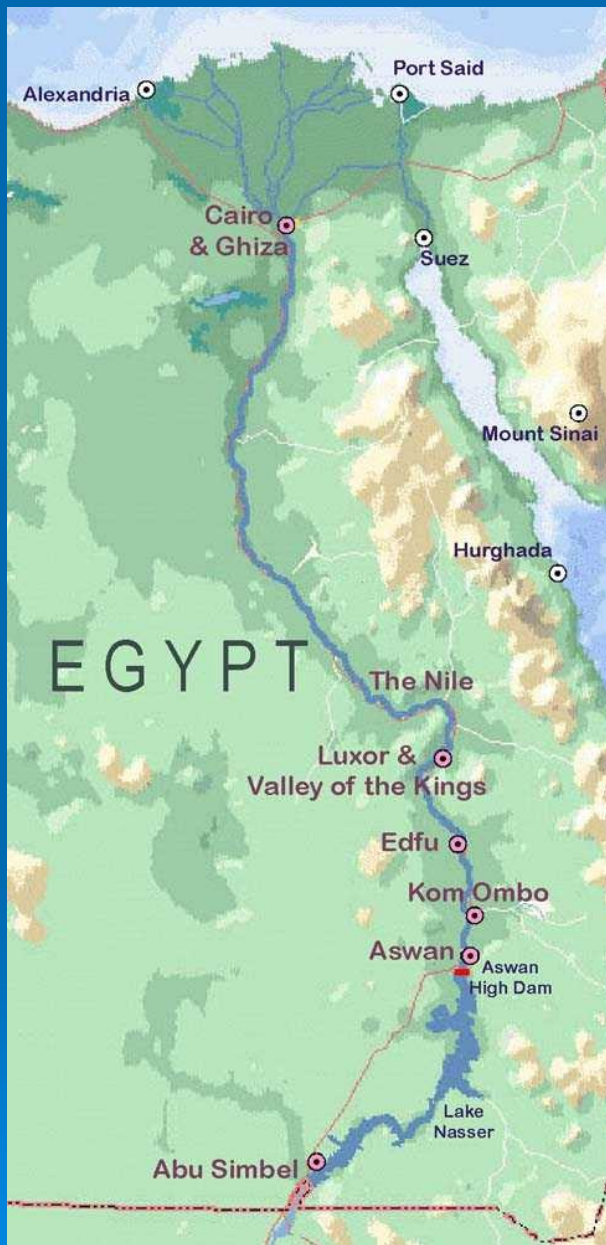 Port Said
Alexandria
Cairo
& Ghiza
Suez
Mount Sinai
Hurghada
EGYPT
The Nile
Luxor &
Valley of the Kings
Edfu
Kom Ombo
Aswan
Aswan
High Dam
Lake
Nasser
Abu Simbel